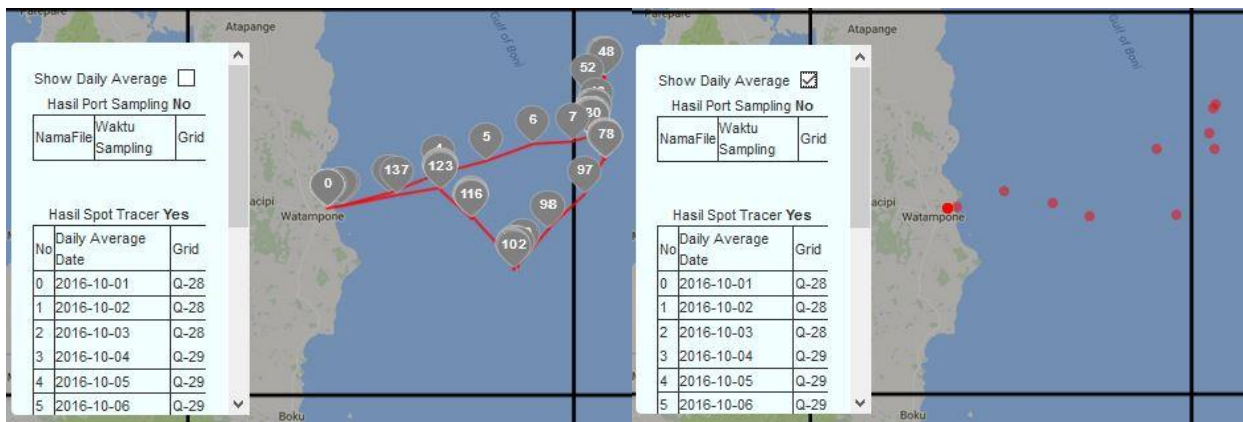 Atapange
Gulf of Boni
Show Daily Average
Hasil Port Sampling No
NamaFile Waktu Sampling Grid
Hasil Spot Tracer Yes
No Daily Average Date Grid
0 2016-10-01 Q-28
1 2016-10-02 Q-28
2 2016-10-03 Q-28
3 2016-10-04 Q-29
4 2016-10-05 Q-29
5 2016-10-06 Q-29
48
52
30
7
6
5
78
97
98
102
116
123
137
0
acipi
Watampone
Boku
Parepare
Atapange
Gulf of Boni
Show Daily Average
Hasil Port Sampling No
NamaFile Waktu Sampling Grid
Hasil Spot Tracer Yes
No Daily Average Date Grid
0 2016-10-01 Q-28
1 2016-10-02 Q-28
2 2016-10-03 Q-28
3 2016-10-04 Q-29
4 2016-10-05 Q-29
5 2016-10-06 Q-29
acipi
Watampone
Boku